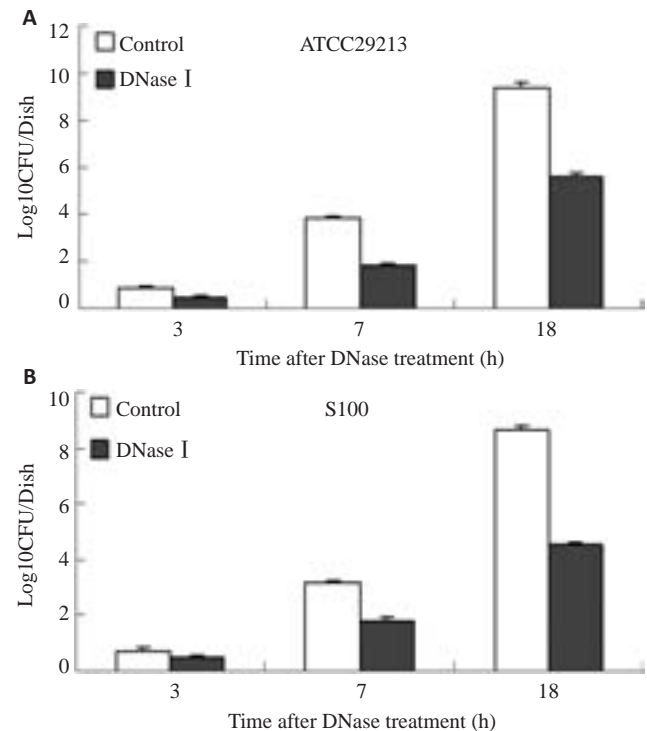 A
12
10
8
6
4
2
0
Log10CFU/Dish
Control
DNase I
ATCC29213
3 7 18
Time after DNase treatment (h)
B
10
8
6
4
2
0
Log10CFU/Dish
Control
DNase I
S100
3 7 18
Time after DNase treatment (h)